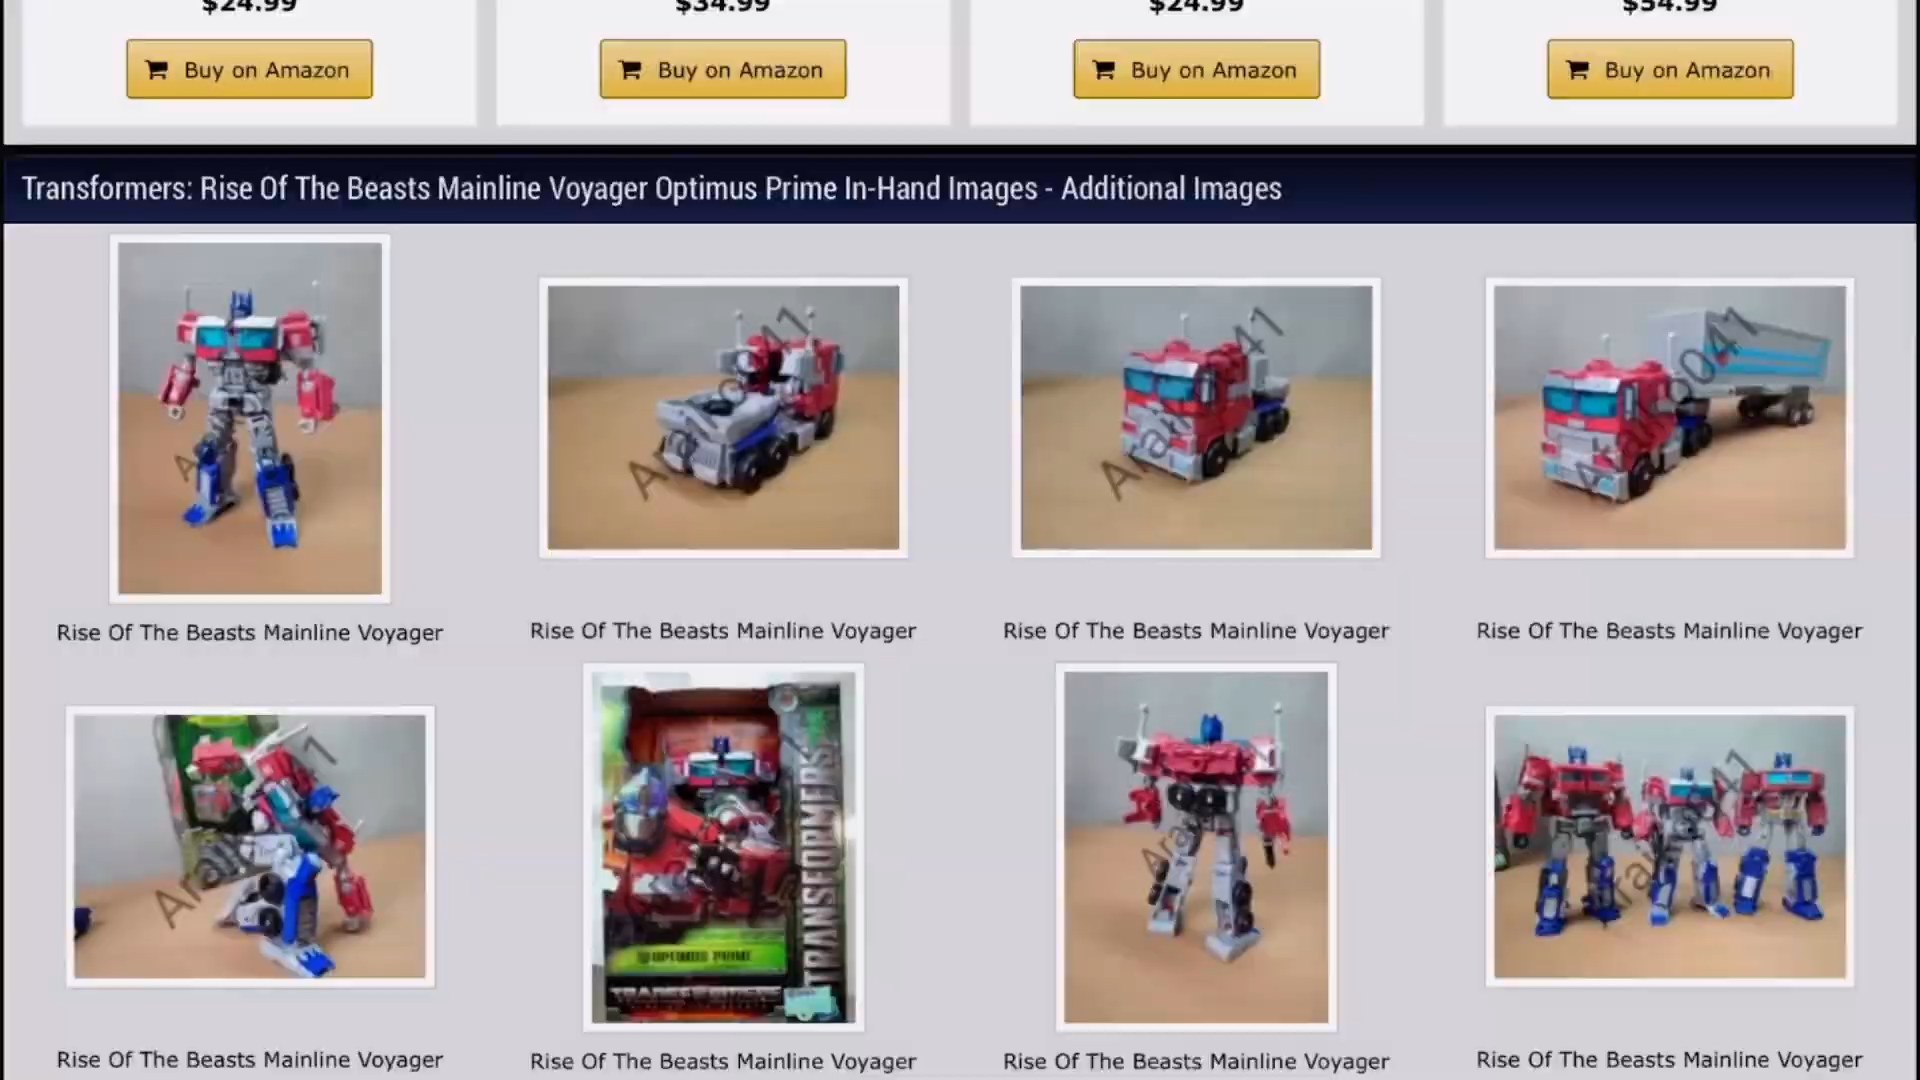 $24.99
$34.99
$24.99
$54.99
Buy on Amazon
Buy on Amazon
Buy on Amazon
Buy on Amazon
Transformers: Rise Of The Beasts Mainline Voyager Optimus Prime In-Hand Images - Additional Images
Rise Of The Beasts Mainline Voyager
Rise Of The Beasts Mainline Voyager
Rise Of The Beasts Mainline Voyager
Rise Of The Beasts Mainline Voyager
TRANSFORMERS
OPTIMUS PRIME
TRANSFORMERS
Rise Of The Beasts Mainline Voyager
Rise Of The Beasts Mainline Voyager
Rise Of The Beasts Mainline Voyager
Rise Of The Beasts Mainline Voyager